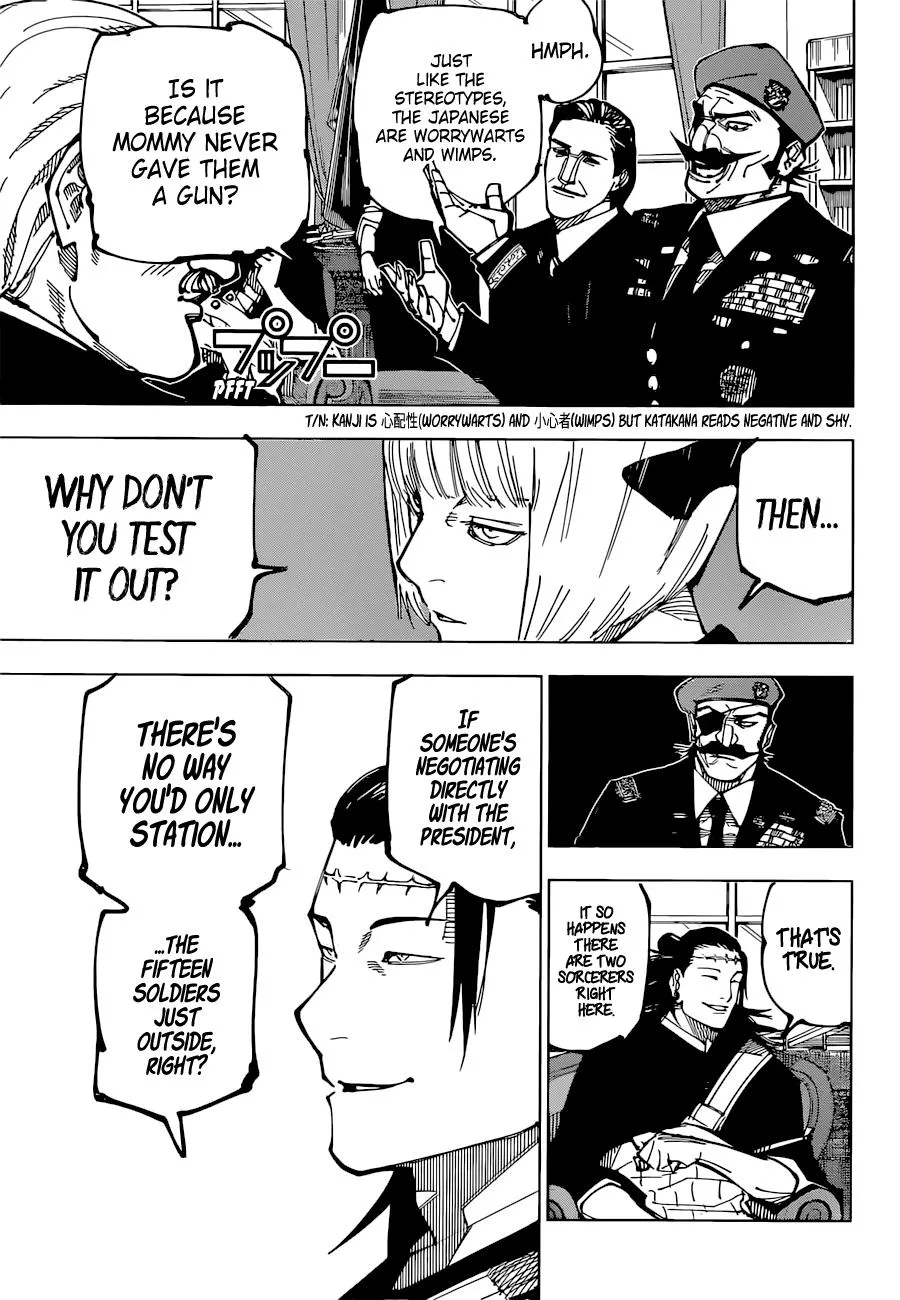 HMPH.
JUST
LIKE THE
STEREOTYPES,
THE JAPANESE
ARE WORRYWARTS
AND WIMPS.
IS IT
BECAUSE
MOMMY NEVER
GAVE THEM
A GUN?
プップー
PFFT
T/N: KANJI IS 心配性(WORRYWARTS) AND 小心者(WIMPS) BUT KATAKANA READS NEGATIVE AND SHY.
THEN...
WHY DON'T
YOU TEST
IT OUT?
THAT'S
TRUE.
IT SO
HAPPENS
THERE
ARE TWO
SORCERERS
RIGHT
HERE.
IF
SOMEONE'S
NEGOTIATING
DIRECTLY
WITH THE
PRESIDENT,
THERE'S
NO WAY
YOU'D ONLY
STATION...
...THE
FIFTEEN
SOLDIERS
JUST
OUTSIDE,
RIGHT?